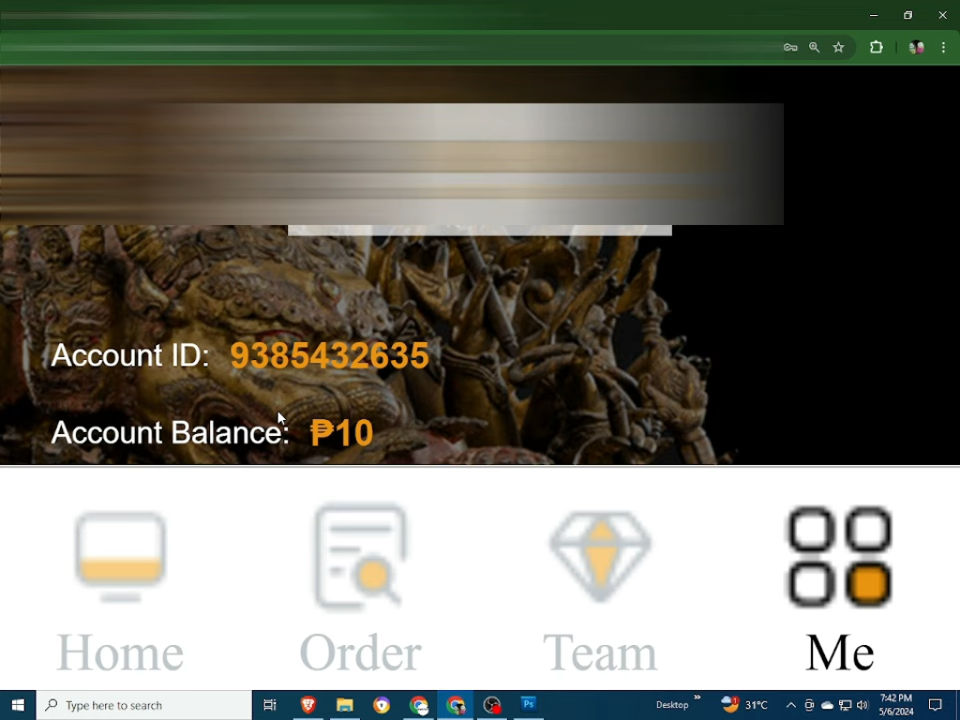 Account ID: 9385432635
Account Balance: ₱10
Home Order Team Me
Type here to search
Ps
Desktop
31°C
7:42 PM
5/6/2024